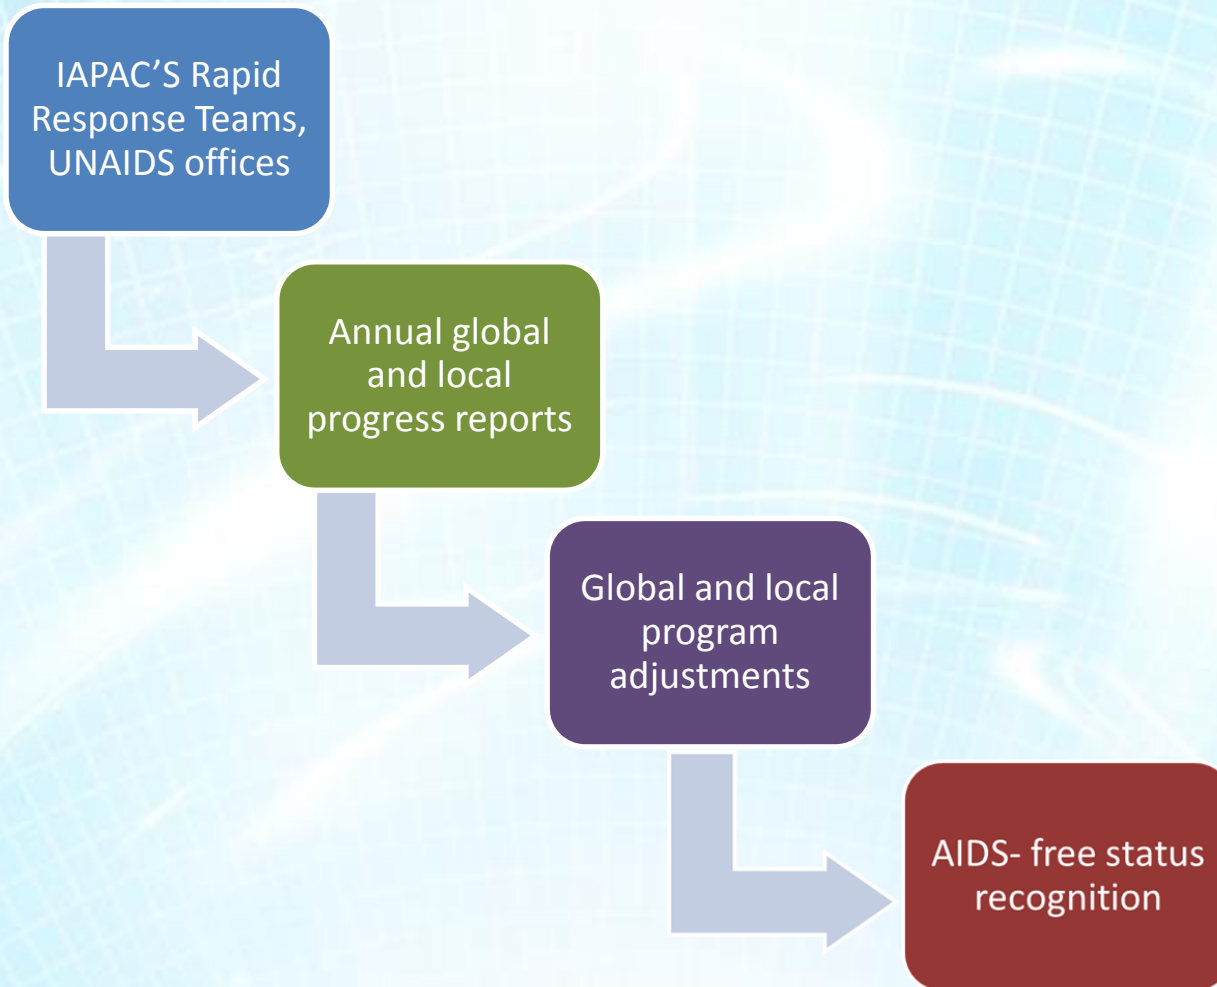 IAPAC’S Rapid
Response Teams,
UNAIDS offices
Annual global
and local
progress reports
Global and local
program
adjustments
AIDS- free status
recognition